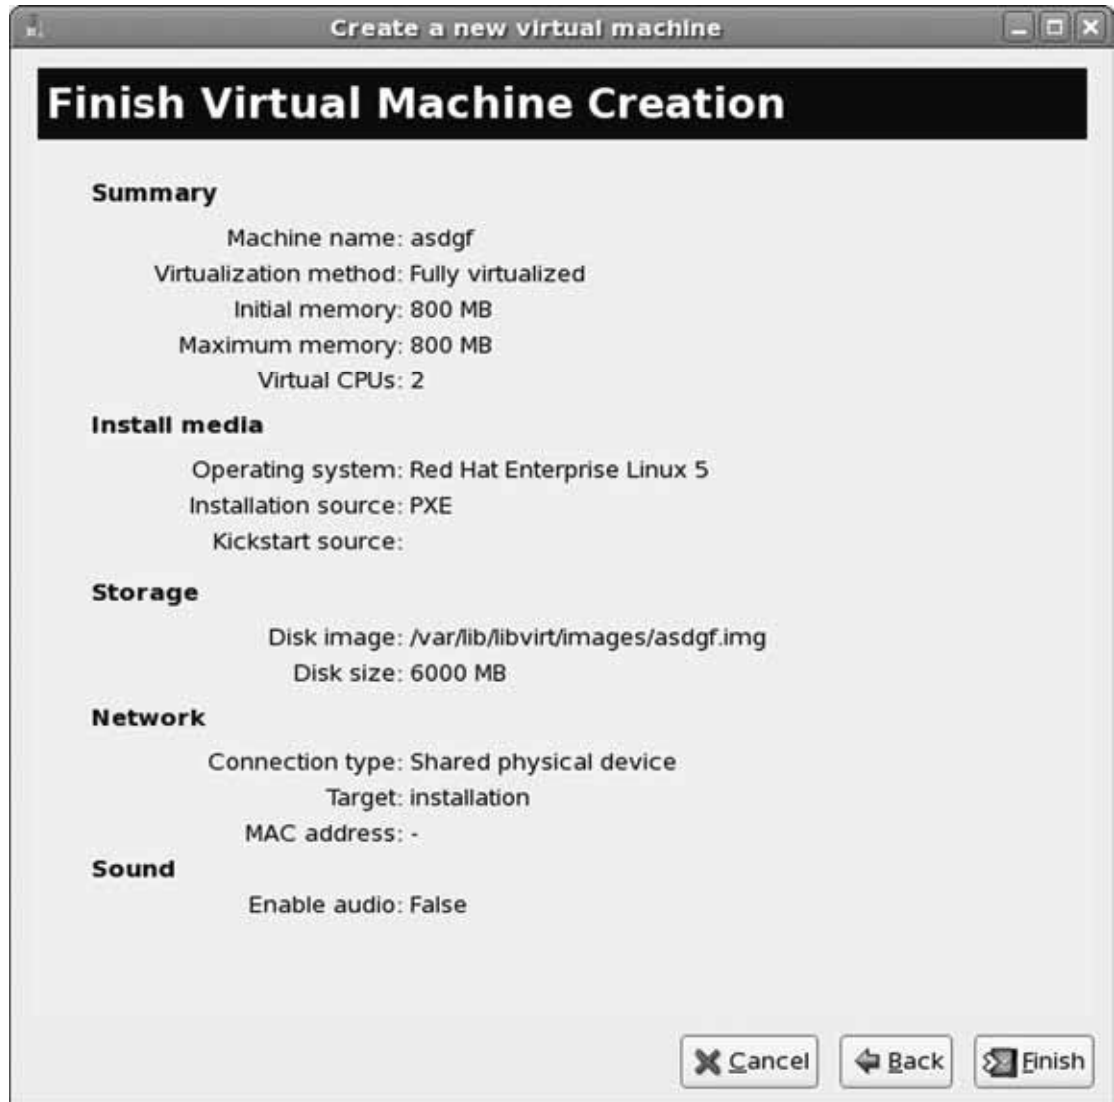 Create a new virtual machine
Finish Virtual Machine Creation
Summary
Machine name: asdgf
Virtualization method: Fully virtualized
Initial memory: 800 MB
Maximum memory: 800 MB
Virtual CPUs: 2
Install media
Operating system: Red Hat Enterprise Linux 5
Installation source: PXE
Kickstart source:
Storage
Disk image: /var/lib/libvirt/images/asdgf.img
Disk size: 6000 MB
Network
Connection type: Shared physical device
Target: installation
MAC address: -
Sound
Enable audio: False
Cancel Back Finish